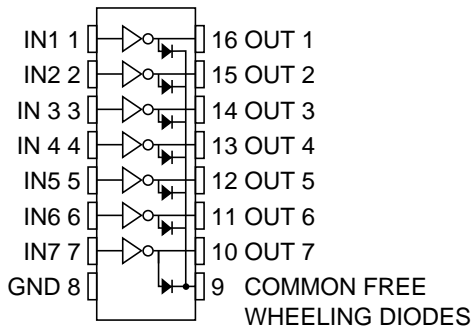 IN1 1 16 OUT 1
IN2 2 15 OUT 2
IN 3 3 14 OUT 3
IN 4 4 13 OUT 4
IN5 5 12 OUT 5
IN6 6 11 OUT 6
IN7 7 10 OUT 7
GND 8 9 COMMON FREE
WHEELING DIODES